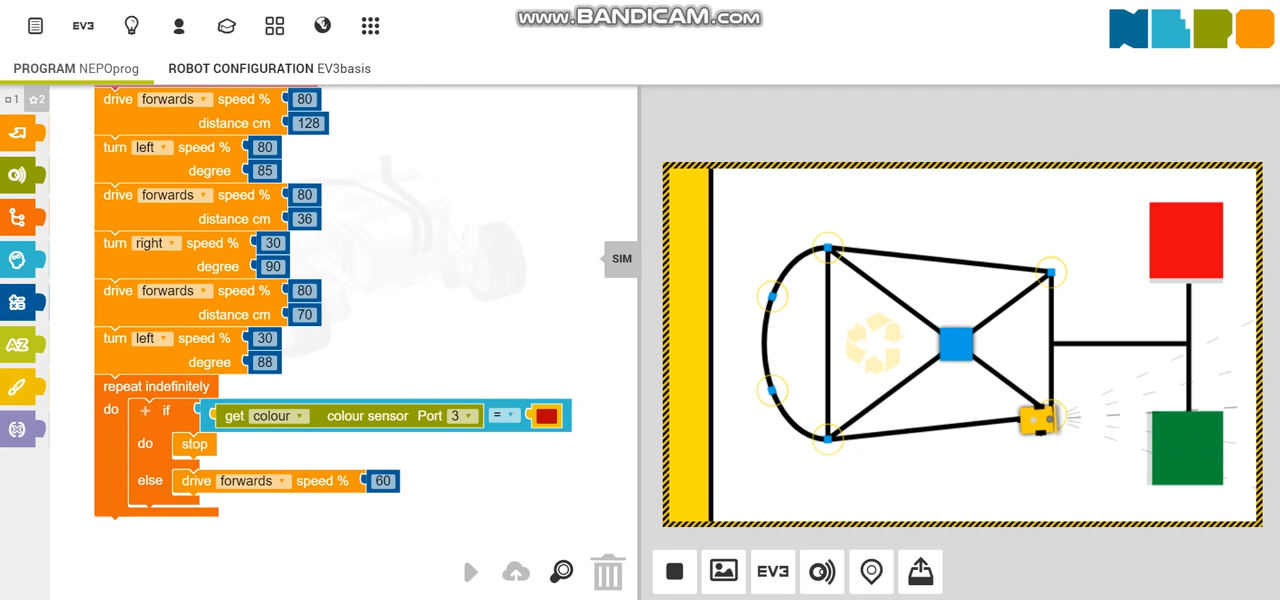 www.BANDICAM.com
EV3
PROGRAM NEPOprog
ROBOT CONFIGURATION EV3basis
1
2
drive forwards speed % 80
distance cm 128
turn left speed % 80
degree 85
drive forwards speed % 80
distance cm 36
turn right speed % 30
degree 90
drive forwards speed % 80
distance cm 70
turn left speed % 30
degree 88
repeat indefinitely
do + if get colour colour sensor Port 3 =
do stop
else drive forwards speed % 60
AZ
SIM
EV3